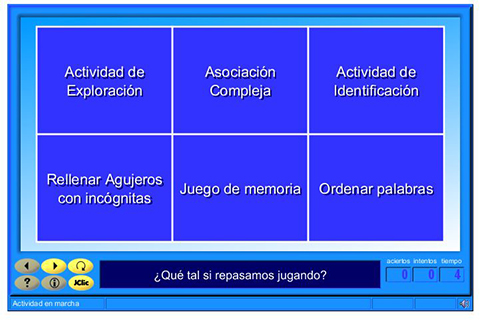 Actividad de
Exploración
Asociación
Compleja
Actividad de
Identificación
Rellenar Agujeros
con incógnitas
Juego de memoria
Ordenar palabras
¿Qué tal si repasamos jugando?
aciertos intentos tiempo
0 0 4
? i JClic
Actividad en marcha